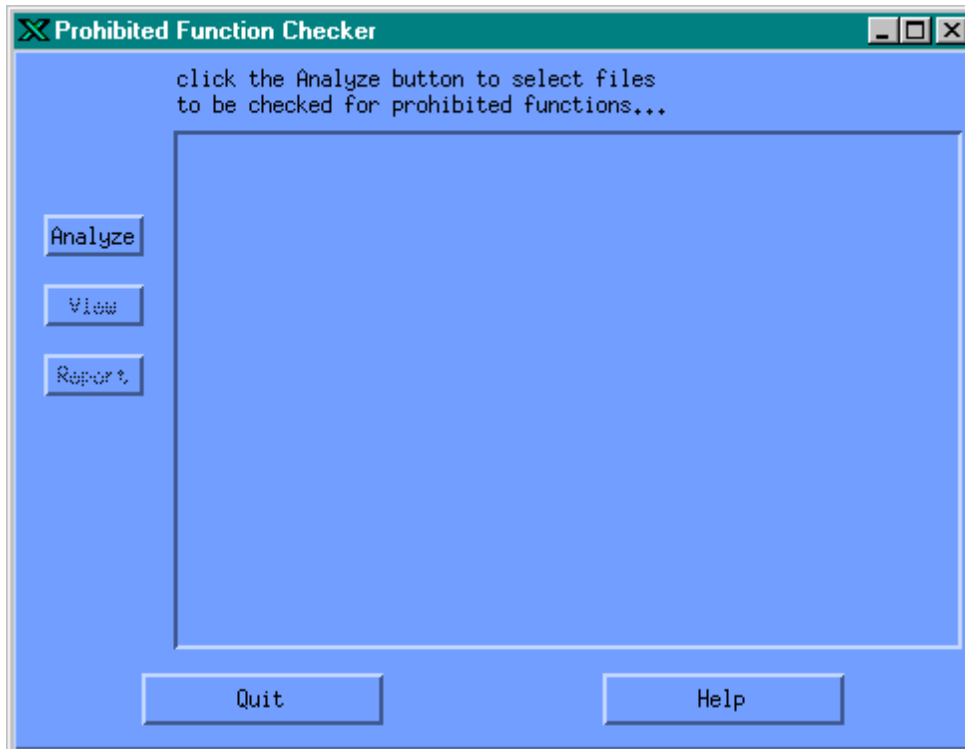 Prohibited Function Checker
click the Analyze button to select files
to be checked for prohibited functions...
Analyze
View
Report
Quit
Help